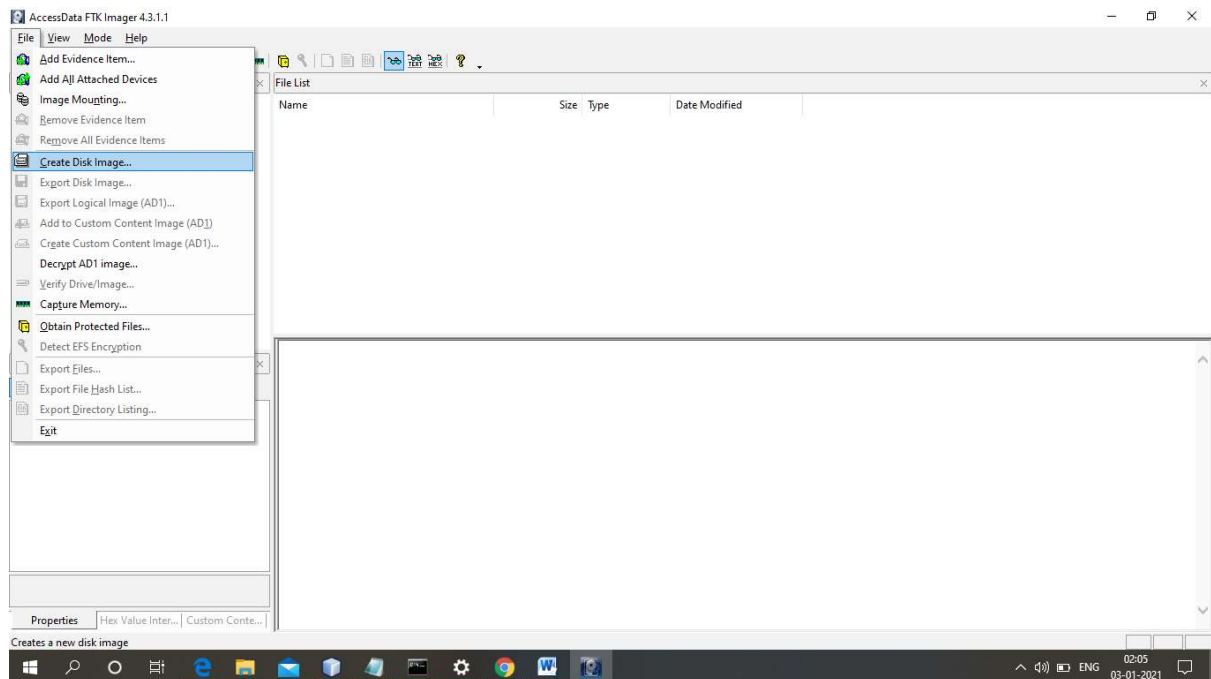 AccessData FTK Imager 4.3.1.1
File View Mode Help
Add Evidence Item...
Add All Attached Devices
Image Mounting...
Remove Evidence Item
Remove All Evidence Items
Create Disk Image...
Export Disk Image...
Export Logical Image (AD1)...
Add to Custom Content Image (AD1)
Create Custom Content Image (AD1)...
Decrypt AD1 image...
Verify Drive/Image...
Capture Memory...
Obtain Protected Files...
Detect EFS Encryption
Export Files...
Export File Hash List...
Export Directory Listing...
Exit
TEXT HEX
File List
Name Size Type Date Modified
Properties Hex Value Inter... Custom Conte...
Creates a new disk image
ENG 02:05
03-01-2021